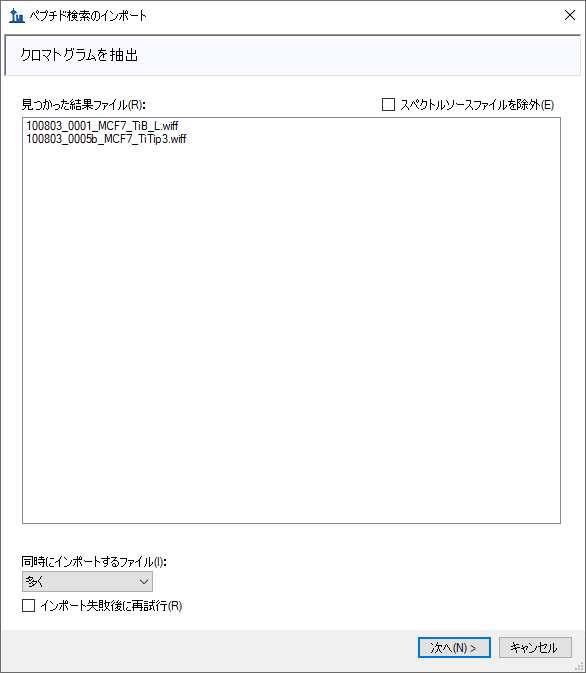 ペプチド検索のインポート
クロマトグラムを抽出
見つかった結果ファイル(R):
スペクトルソースファイルを除外(E)
100803_0001_MCF7_TiB_L.wiff
100803_0005b_MCF7_TiTip3.wiff
同時にインポートするファイル(I):
多く
インポート失敗後に再試行(R)
次へ(N) >
キャンセル